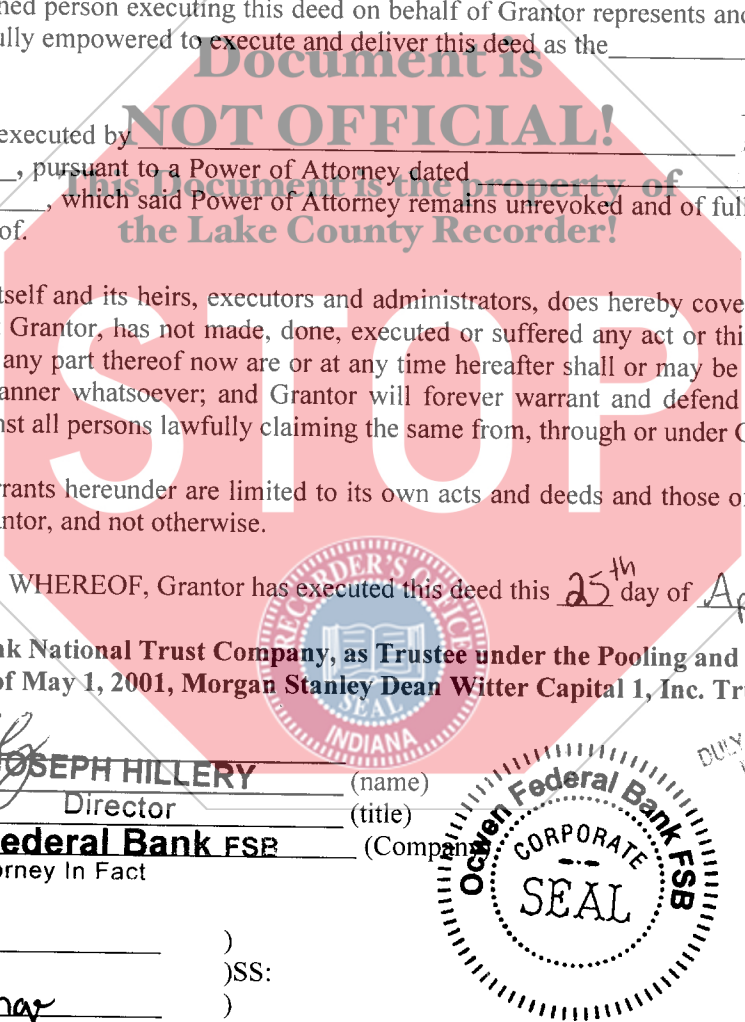 ned person executing this deed on behalf of Grantor represents and
ully empowered to execute and deliver this deed as the
Document is
NOT OFFICIAL!
executed by
, pursuant to a Power of Attorney dated
This Document is the property of
, which said Power of Attorney remains unrevoked and of full
of.
the Lake County Recorder!
tself and its heirs, executors and administrators, does hereby cove
Grantor, has not made, done, executed or suffered any act or thi
any part thereof now are or at any time hereafter shall or may be
anner whatsoever; and Grantor will forever warrant and defend
nst all persons lawfully claiming the same from, through or under G
STOP
rrants hereunder are limited to its own acts and deeds and those o
ntor, and not otherwise.
WHEREOF, Grantor has executed this deed this 25th day of Ap
RECORDER'S OFFICE
SEAL
INDIANA
nk National Trust Company, as Trustee under the Pooling and
of May 1, 2001, Morgan Stanley Dean Witter Capital 1, Inc. Tru
OSEPH HILLERY (name)
Director (title)
ederal Bank FSB (Company
orney In Fact
Ocwen Federal Bank FSB
CORPORATE
SEAL
DULY
)
)SS:
)